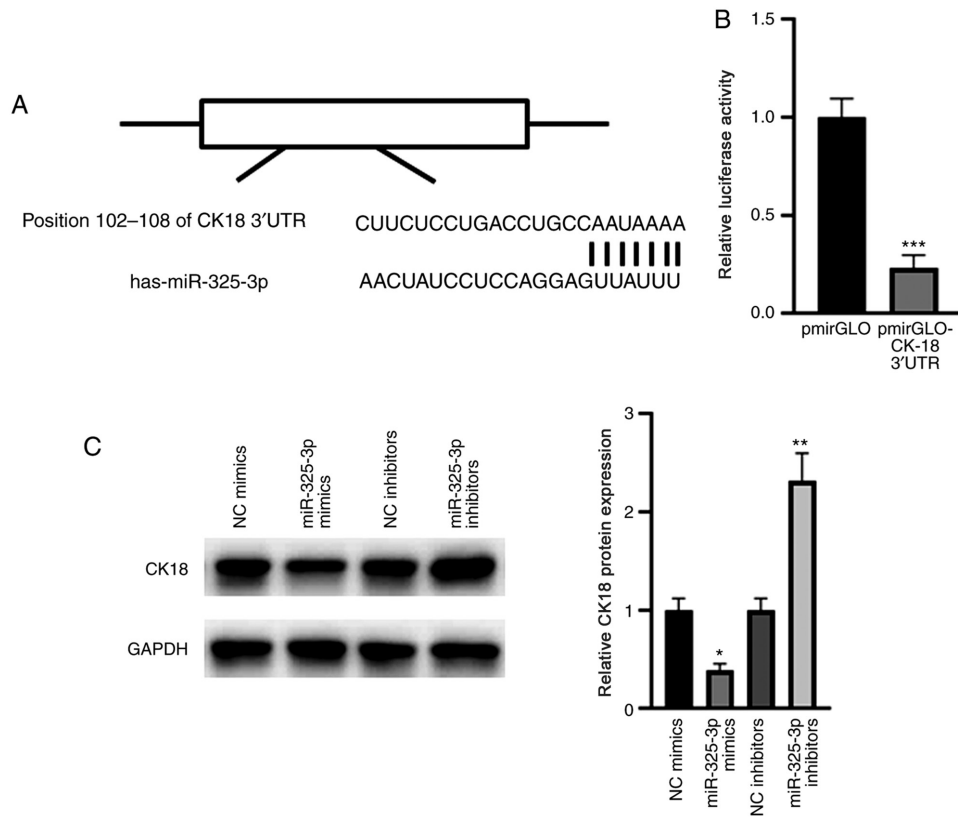 A
Position 102–108 of CK18 3′UTR
CUUCUCCUGACCUGCCAAUAAAA
has-miR-325-3p
AACUAUCCUCCAGGAGUUAUUU
B
Relative luciferase activity
1.5
1.0
0.5
0.0
***
pmirGLO
pmirGLO-
CK-18
3′UTR
C
NC mimics
miR-325-3p
mimics
NC inhibitors
miR-325-3p
inhibitors
CK18
GAPDH
Relative CK18 protein expression
3
2
1
0
*
**
NC mimics
miR-325-3p
mimics
NC inhibitors
miR-325-3p
inhibitors